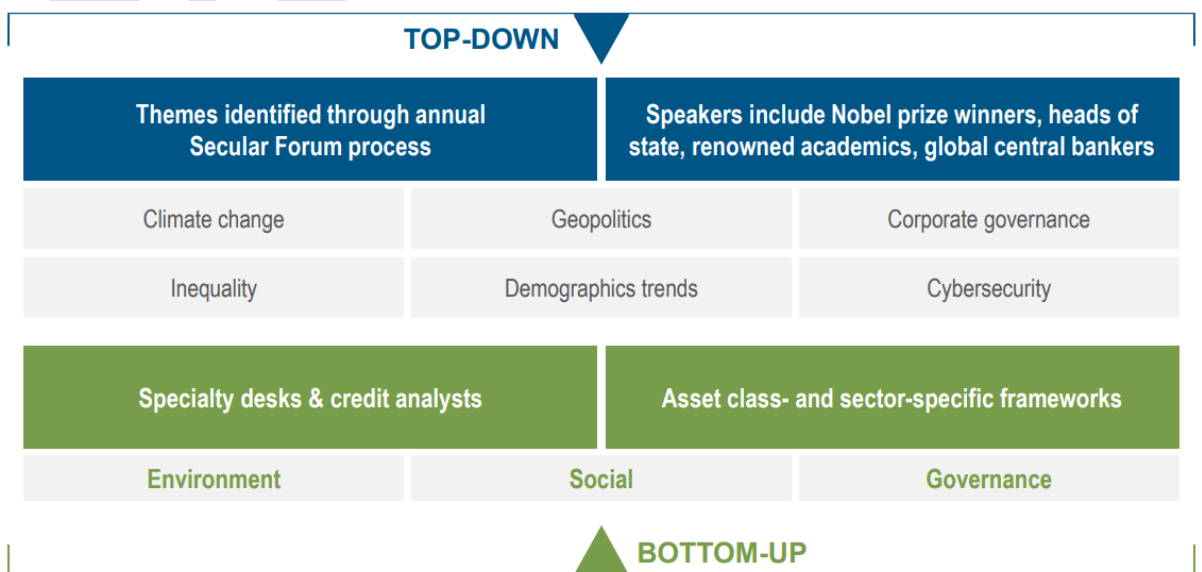 TOP-DOWN
Themes identified through annual
Secular Forum process
Speakers include Nobel prize winners, heads of
state, renowned academics, global central bankers
Climate change
Geopolitics
Corporate governance
Inequality
Demographics trends
Cybersecurity
Specialty desks & credit analysts
Asset class- and sector-specific frameworks
Environment
Social
Governance
BOTTOM-UP